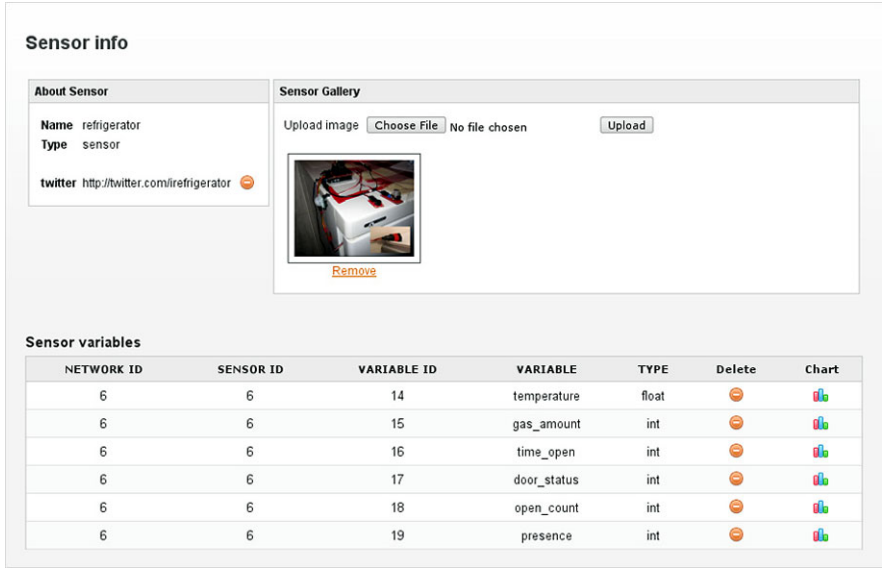 Sensor info
About Sensor
Name refrigerator
Type sensor
twitter http://twitter.com/irefrigerator
Sensor Gallery
Upload image Choose File No file chosen Upload
Remove
Sensor variables
NETWORK ID SENSOR ID VARIABLE ID VARIABLE TYPE Delete Chart
6 6 14 temperature float
6 6 15 gas_amount int
6 6 16 time_open int
6 6 17 door_status int
6 6 18 open_count int
6 6 19 presence int